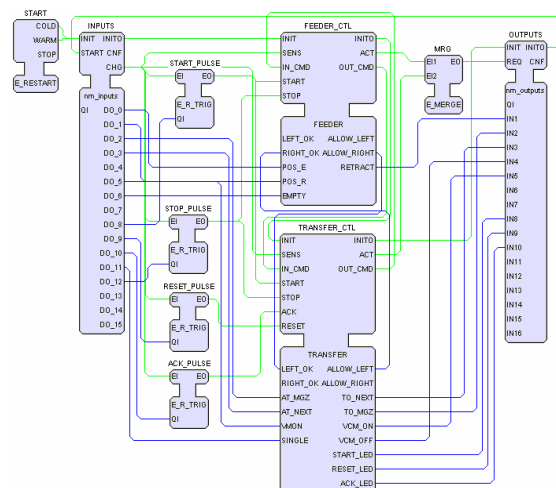 START
COLD
WARM
STOP
E_RESTART
INPUTS
INIT INITO
START CNF
CHG
nm_inputs
QI DO_0
DO_1
DO_2
DO_3
DO_4
DO_5
DO_6
DO_7
DO_8
DO_9
DO_10
DO_11
DO_12
DO_13
DO_14
DO_15
START_PULSE
EI EO
E_R_TRIG
QI
STOP_PULSE
EI EO
E_R_TRIG
QI
RESET_PULSE
EI EO
E_R_TRIG
QI
ACK_PULSE
EI EO
E_R_TRIG
QI
FEEDER_CTL
INIT INITO
SENS ACT
IN_CMD OUT_CMD
START
STOP
FEEDER
LEFT_OK ALLOW_LEFT
RIGHT_OK ALLOW_RIGHT
POS_E RETRACT
POS_R
EMPTY
TRANSFER_CTL
INIT INITO
SENS ACT
IN_CMD OUT_CMD
START
STOP
ACK
RESET
TRANSFER
LEFT_OK ALLOW_LEFT
RIGHT_OK ALLOW_RIGHT
AT_MGZ TO_NEXT
AT_NEXT TO_MGZ
VMON VCM_ON
SINGLE VCM_OFF
START_LED
RESET_LED
ACK_LED
MRG
EI1 EO
EI2
E_MERGE
OUTPUTS
INIT INITO
REQ CNF
nm_outputs
QI
IN1
IN2
IN3
IN4
IN5
IN6
IN7
IN8
IN9
IN10
IN11
IN12
IN13
IN14
IN15
IN16